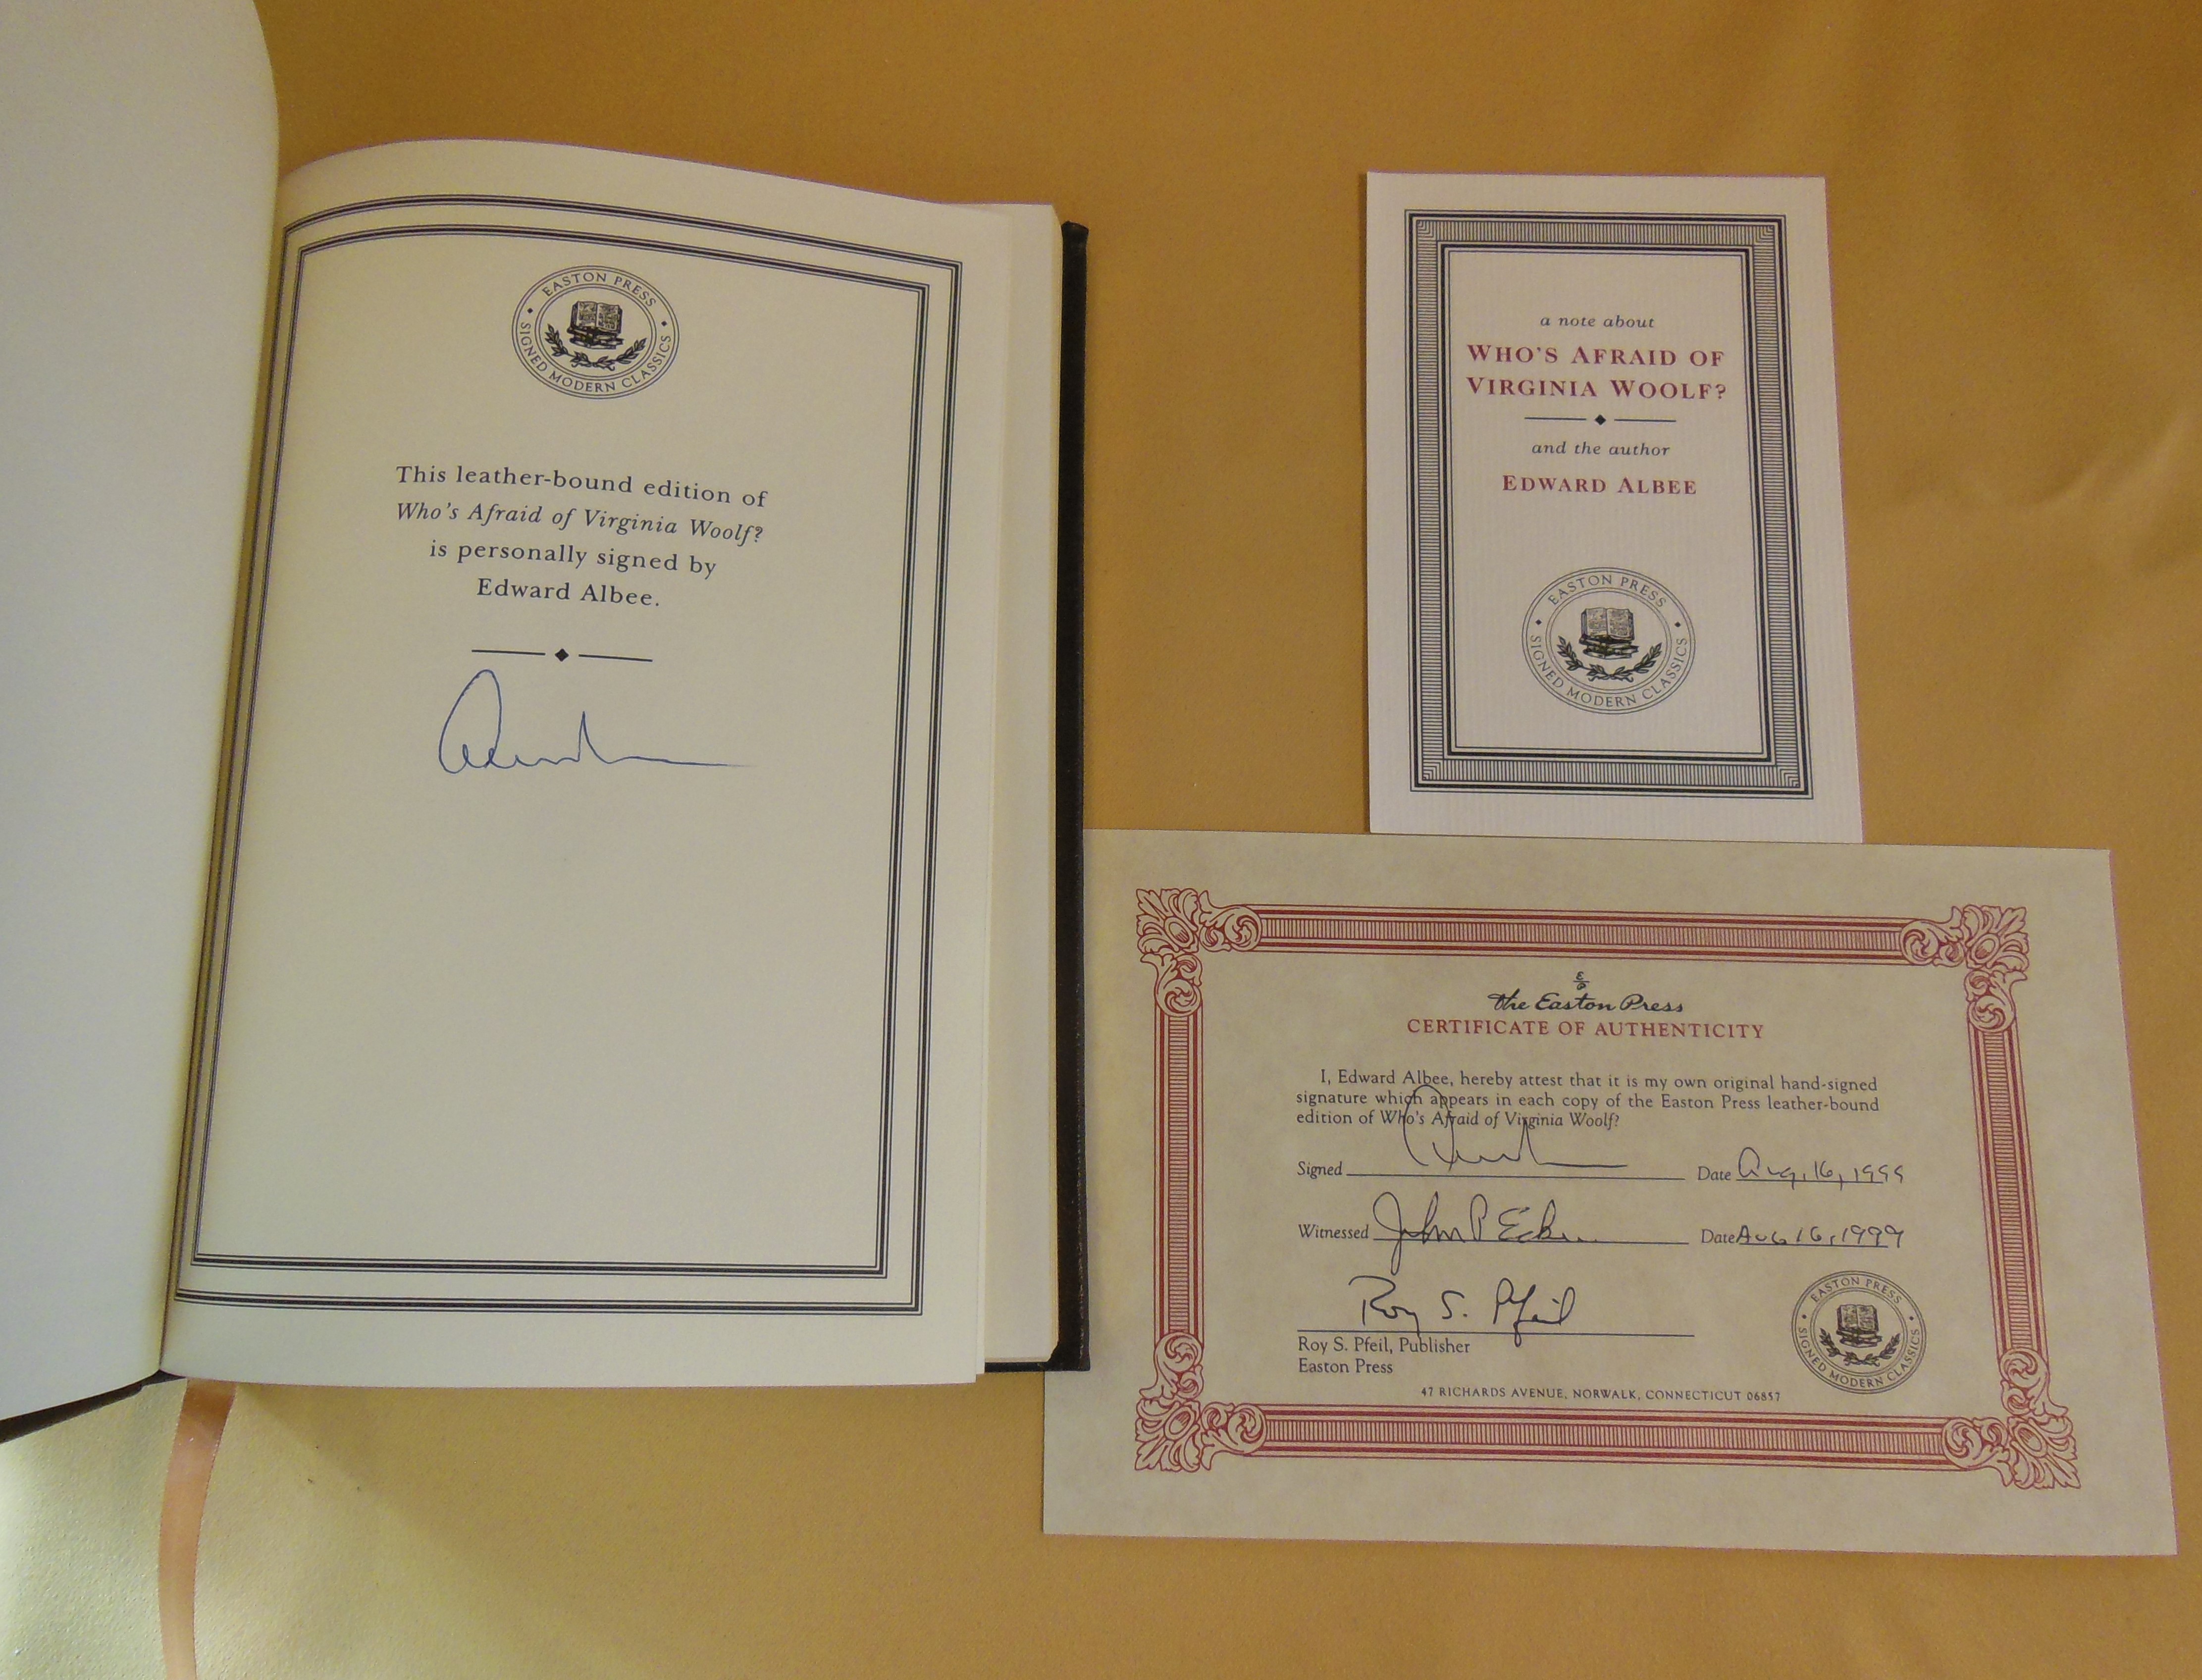 EASTON PRESS
SIGNED MODERN CLASSICS
This leather-bound edition of
Who's Afraid of Virginia Woolf?
is personally signed by
Edward Albee.
a note about
WHO'S AFRAID OF
VIRGINIA WOOLF?
and the author
EDWARD ALBEE
EASTON PRESS
SIGNED MODERN CLASSICS
the Easton Press
CERTIFICATE OF AUTHENTICITY
I, Edward Albee, hereby attest that it is my own original hand-signed
signature which appears in each copy of the Easton Press leather-bound
edition of Who's Afraid of Virginia Woolf?
Signed Date Aug, 16, 1999
Witnessed John P Date Aug 16, 1999
Roy S. Pfeil
Roy S. Pfeil, Publisher
Easton Press
EASTON PRESS
SIGNED MODERN CLASSICS
47 RICHARDS AVENUE, NORWALK, CONNECTICUT 06857